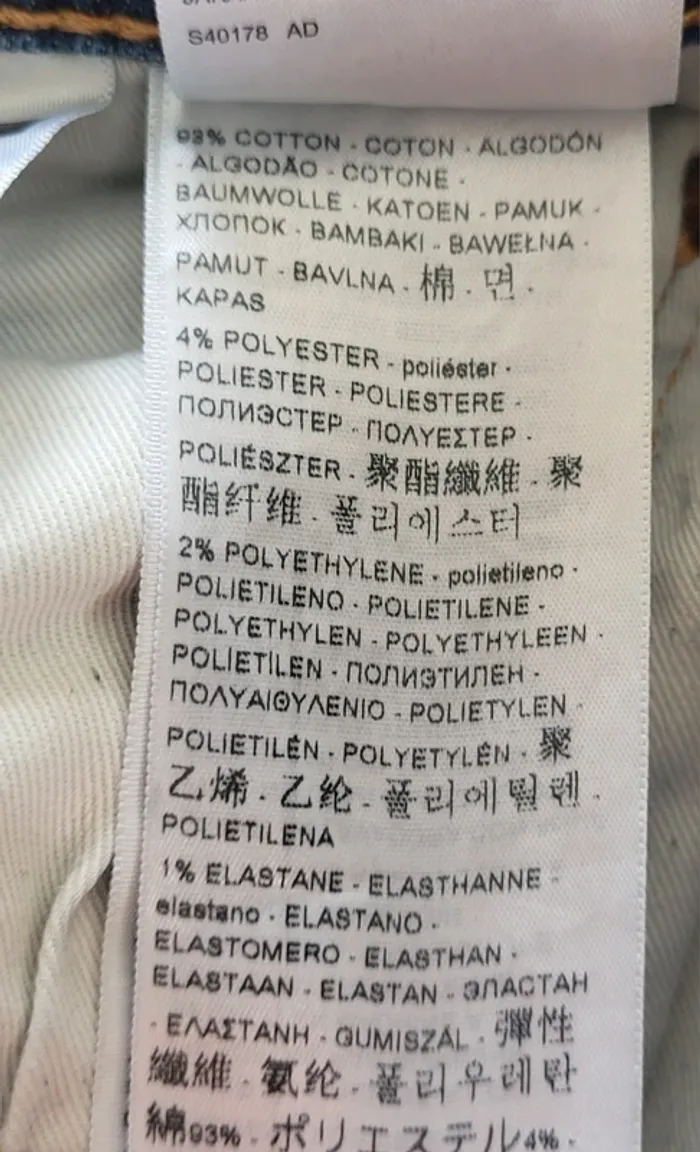 S40178 AD
93% COTTON - COTON - ALGODÓN
- ALGODÃO - COTONE -
BAUMWOLLE - KATOEN - PAMUK -
ХЛОПОК - BAMBAKI - BAWEŁNA -
PAMUT - BAVLNA - 棉 - 면 -
KAPAS
4% POLYESTER - poliéster -
POLIESTER - POLIESTERE -
ПОЛИЭСТЕР - ΠΟΛΥΕΣΤΕΡ -
POLIÉSZTER - 聚酯纖維 - 聚
酯纤维 - 폴리에스터
2% POLYETHYLENE - polietileno -
POLIETILENO - POLIETILENE -
POLYETHYLEN - POLYETHYLEEN -
POLİETİLEN - ПОЛИЭТИЛЕН -
ΠΟΛΥΑΙΘΥΛΕΝΙΟ - POLIETYLEN -
POLIETILÉN - POLYETYLÉN - 聚
乙烯 - 乙纶 - 폴리에틸렌 -
POLIETILENA
1% ELASTANE - ELASTHANNE -
elastano - ELASTANO -
ELASTOMERO - ELASTHAN -
ELASTAAN - ELASTAN - ЭЛАСТАН
- ΕΛΑΣΤΑΝΗ - GUMISZÁL - 彈性
纖維 - 氨纶 - 폴리우레탄
綿93% - ポリエステル4% -